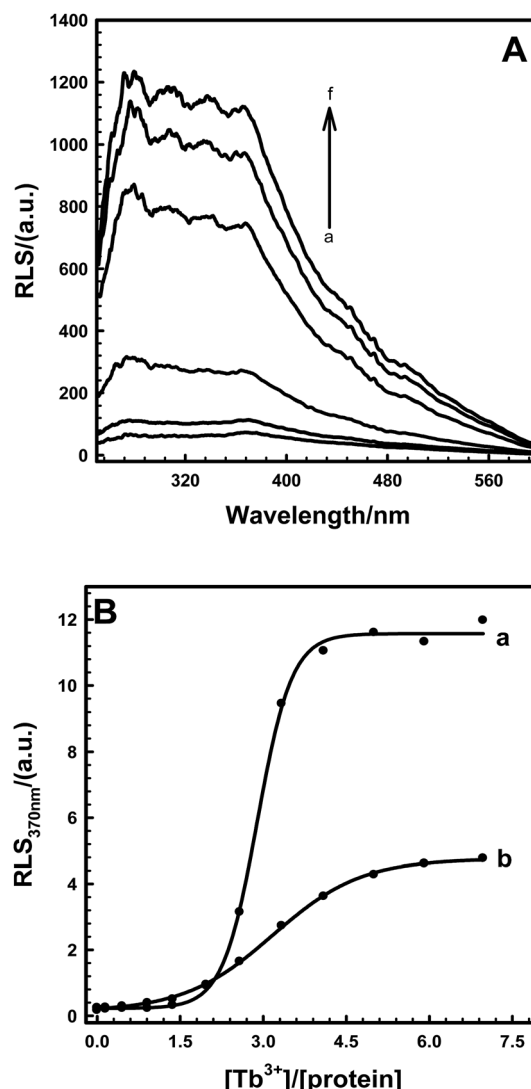 A
1400
1200
1000
800
600
400
200
0
RLS/(a.u.)
f
a
320 400 480 560
Wavelength/nm
B
12
10
8
6
4
2
0
RLS370nm/(a.u.)
a
b
0.0 1.5 3.0 4.5 6.0 7.5
[Tb3+]/[protein]